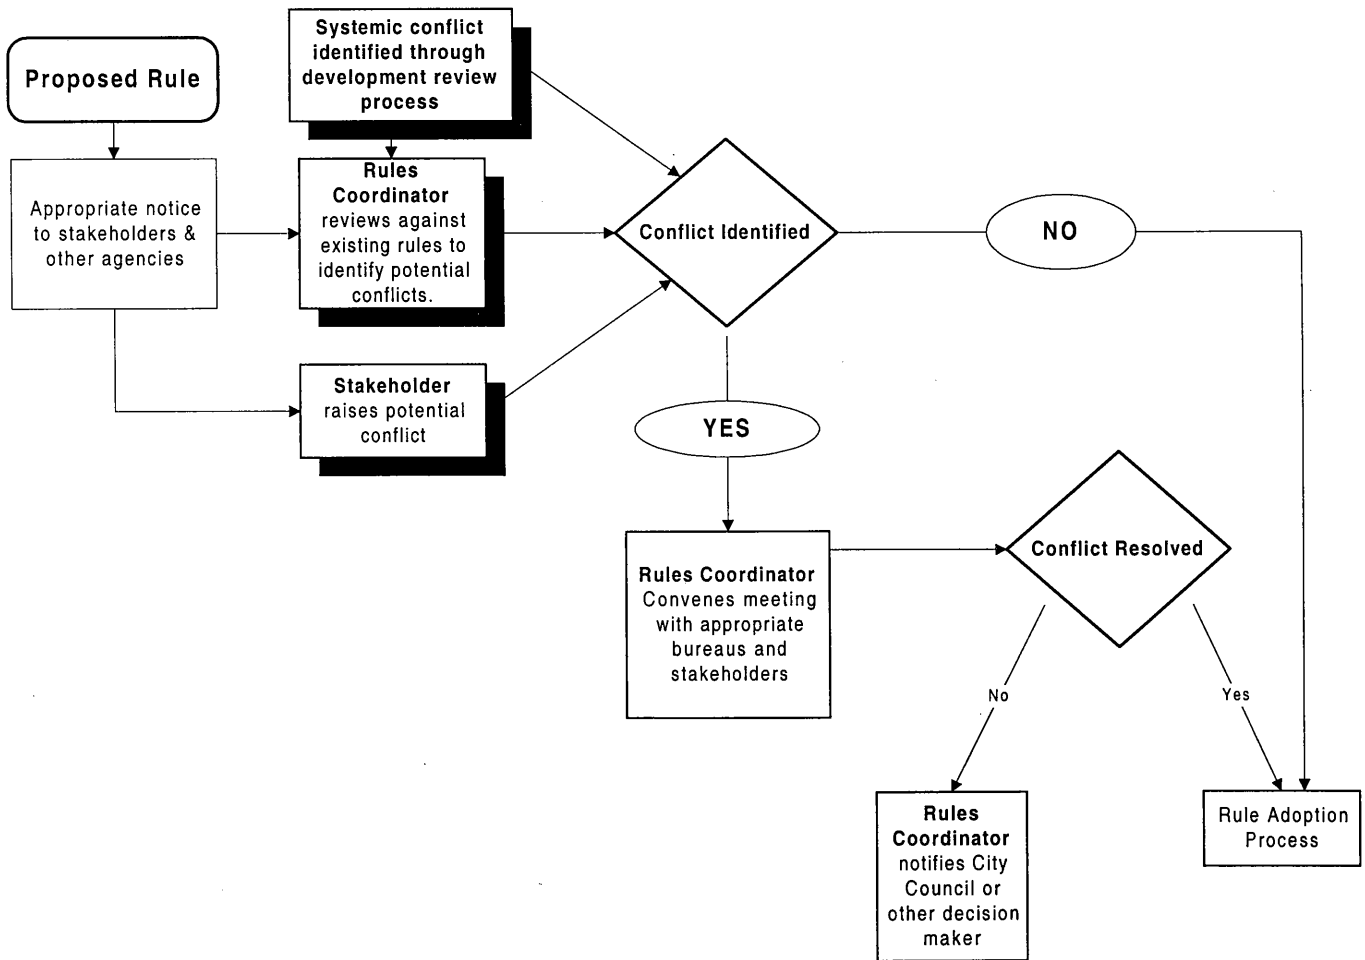 Proposed Rule
Systemic conflict
identified through
development review
process
Appropriate notice
to stakeholders &
other agencies
Rules
Coordinator
reviews against
existing rules to
identify potential
conflicts.
Stakeholder
raises potential
conflict
Conflict Identified
NO
YES
Rules Coordinator
Convenes meeting
with appropriate
bureaus and
stakeholders
Conflict Resolved
No
Yes
Rules
Coordinator
notifies City
Council or
other decision
maker
Rule Adoption
Process